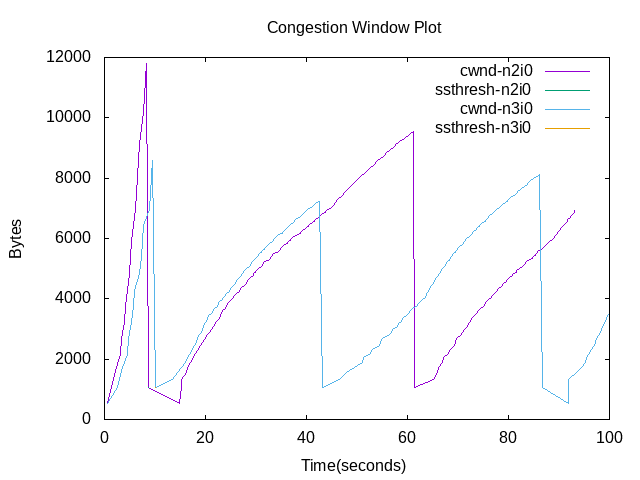 Congestion Window Plot
12000
10000
8000
6000
4000
2000
0
Bytes
cwnd-n2i0
ssthresh-n2i0
cwnd-n3i0
ssthresh-n3i0
0 20 40 60 80 100
Time(seconds)